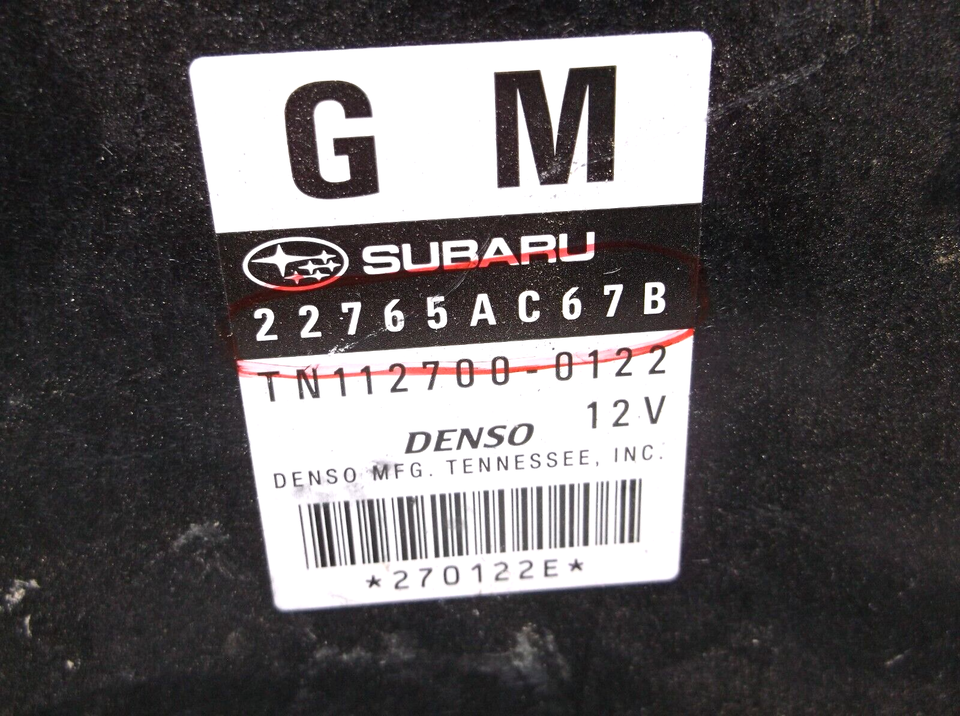 G M
SUBARU
22765AC67B
TN112700-0122
12V
DENSO
DENSO MFG. TENNESSEE, INC.
*270122E*